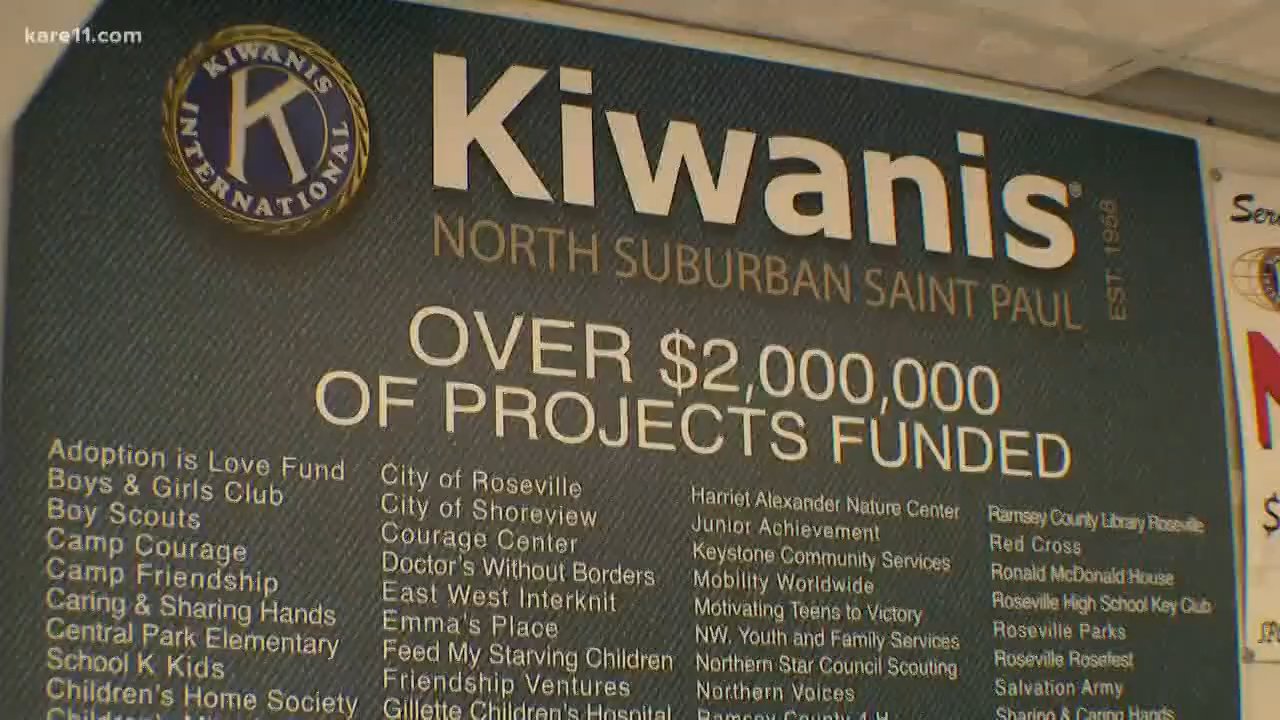 kare11.com
KIWANIS
INTERNATIONAL
K
Kiwanis®
EST. 1958
NORTH SUBURBAN SAINT PAUL
OVER $2,000,000
OF PROJECTS FUNDED
Adoption is Love Fund
Boys & Girls Club
Boy Scouts
Camp Courage
Camp Friendship
Caring & Sharing Hands
Central Park Elementary
School K Kids
Children's Home Society
City of Roseville
City of Shoreview
Courage Center
Doctor's Without Borders
East West Interknit
Emma's Place
Feed My Starving Children
Friendship Ventures
Gillette Children's Hospital
Harriet Alexander Nature Center
Junior Achievement
Keystone Community Services
Mobility Worldwide
Motivating Teens to Victory
NW. Youth and Family Services
Northern Star Council Scouting
Northern Voices
Ramsey County 4-H
Ramsey County Library Roseville
Red Cross
Ronald McDonald House
Roseville High School Key Club
Roseville Parks
Roseville Rosefest
Salvation Army
Sharing & Caring Hands
$